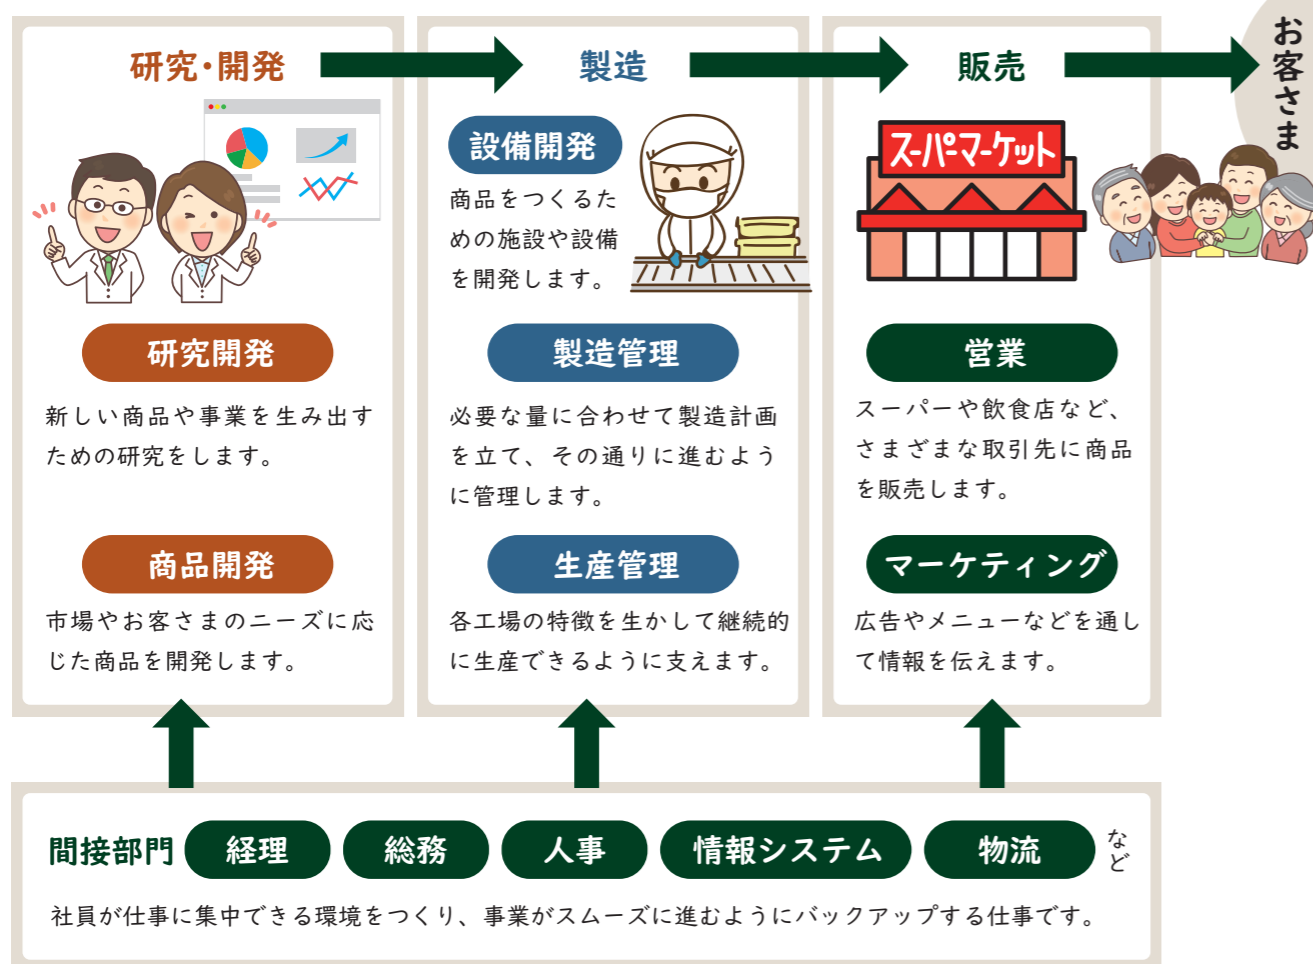 研究・開発
製造
販売
お客さま
スーパーマーケット
設備開発
商品をつくるた
めの施設や設備
を開発します。
研究開発
新しい商品や事業を生み出す
ための研究をします。
商品開発
市場やお客さまのニーズに応
じた商品を開発します。
製造管理
必要な量に合わせて製造計画
を立て、その通りに進むよう
に管理します。
生産管理
各工場の特徴を生かして継続的
に生産できるように支えます。
営業
スーパーや飲食店など、
さまざまな取引先に商品
を販売します。
マーケティング
広告やメニューなどを通し
て情報を伝えます。
間接部門 経理 総務 人事 情報システム 物流 など
社員が仕事に集中できる環境をつくり、事業がスムーズに進むようにバックアップする仕事です。